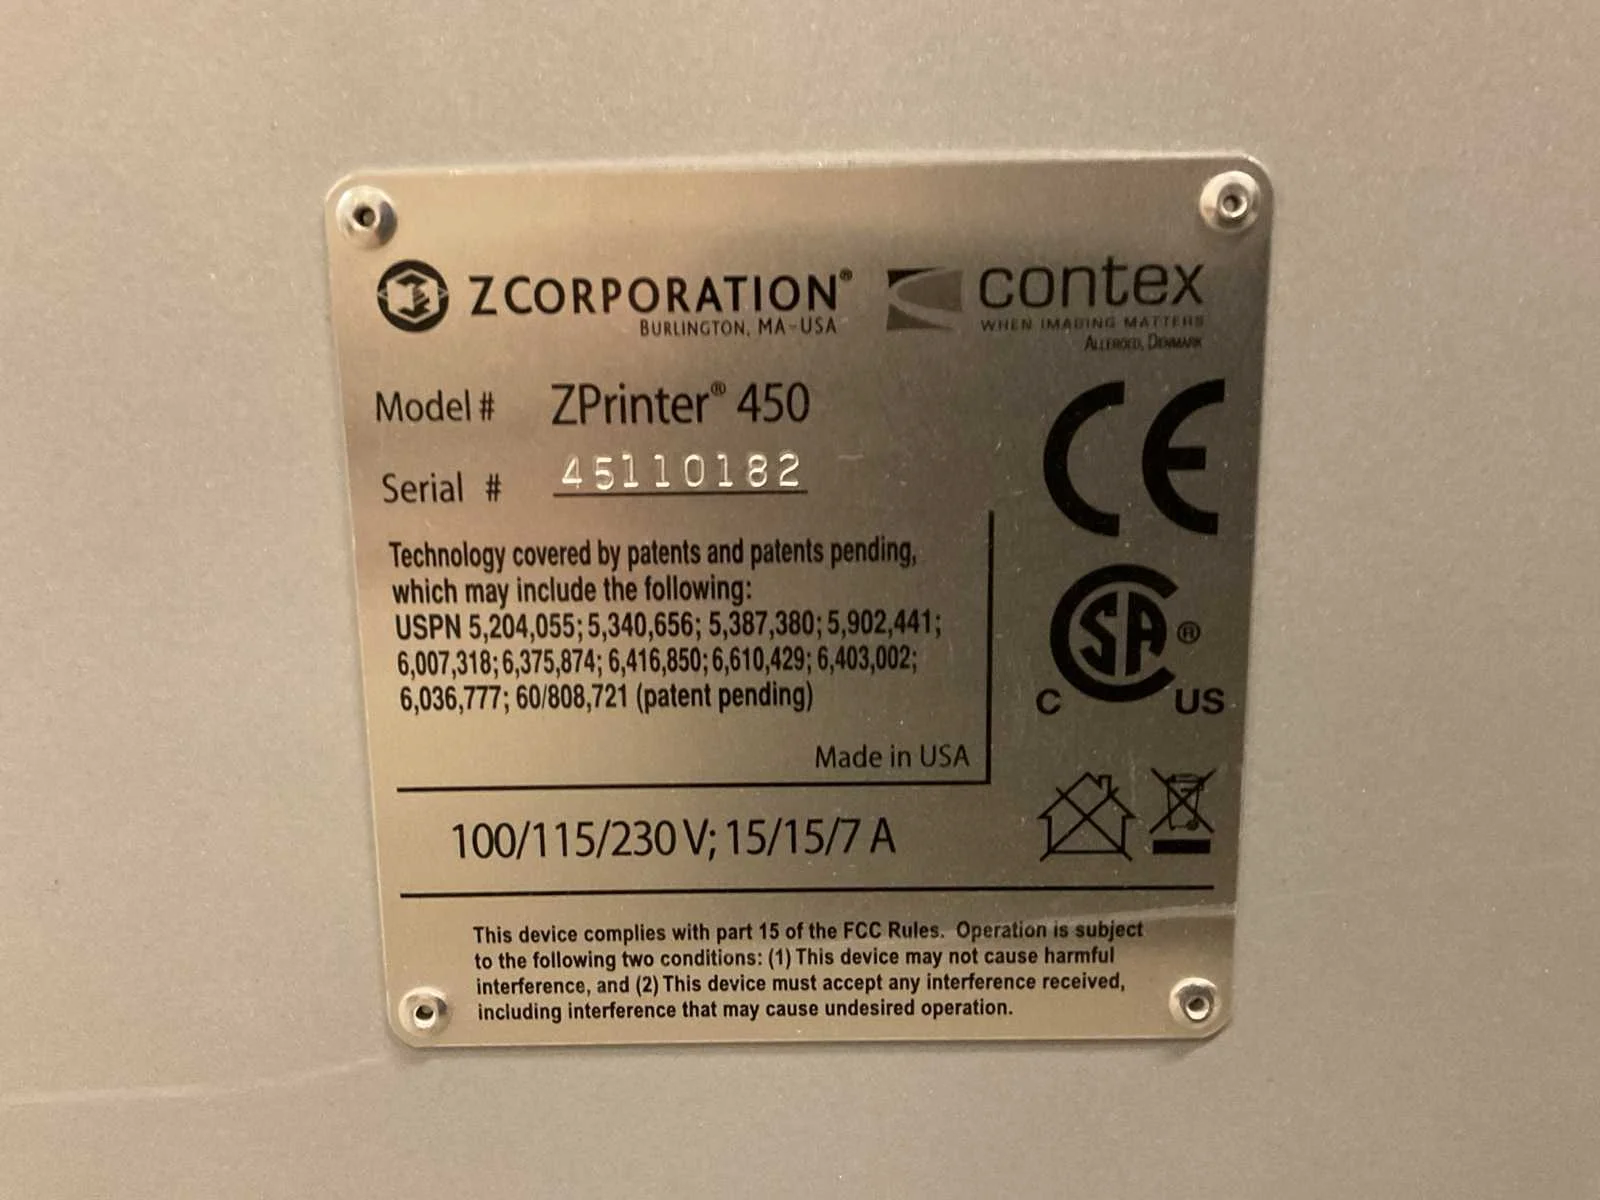 Z CORPORATION®
BURLINGTON, MA-USA
contex
WHEN IMAGING MATTERS
ALLEROED, DENMARK
Model # ZPrinter® 450
Serial # 45110182
CE
Technology covered by patents and patents pending,
which may include the following:
USPN 5,204,055; 5,340,656; 5,387,380; 5,902,441;
6,007,318; 6,375,874; 6,416,850; 6,610,429; 6,403,002;
6,036,777; 60/808,721 (patent pending)
SA®
C US
Made in USA
100/115/230 V; 15/15/7 A
This device complies with part 15 of the FCC Rules. Operation is subject
to the following two conditions: (1) This device may not cause harmful
interference, and (2) This device must accept any interference received,
including interference that may cause undesired operation.